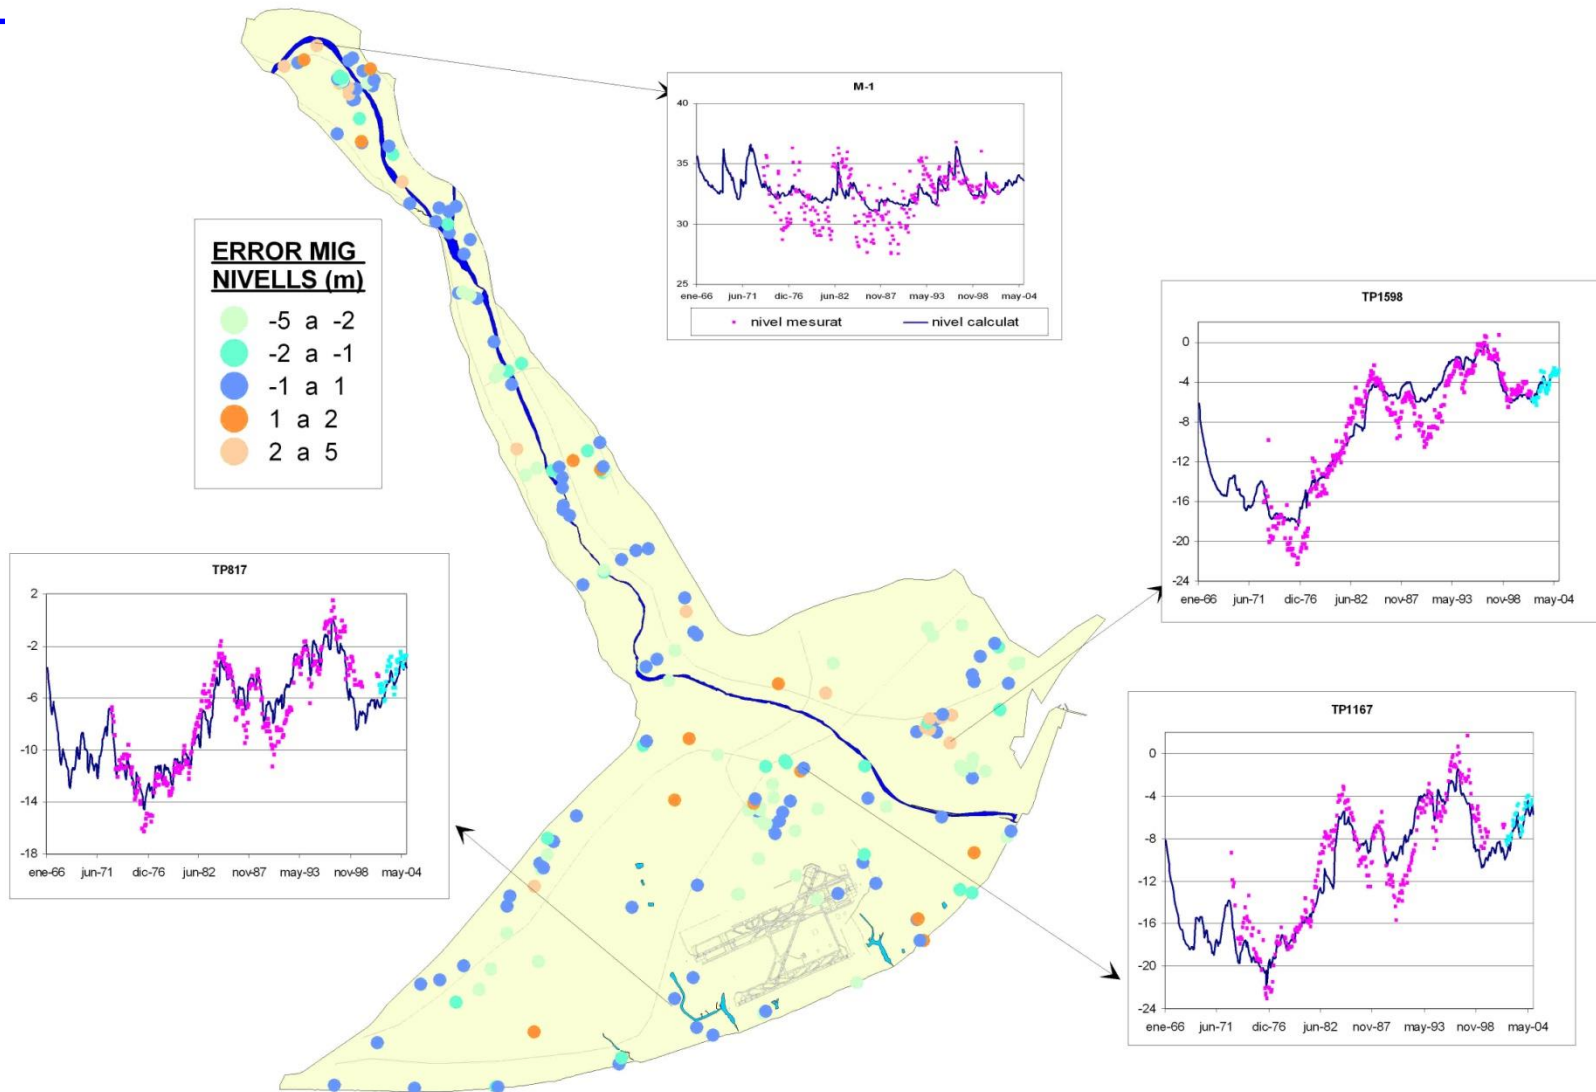 M-1
40
35
30
25
ene-66 jun-71 dic-76 jun-82 nov-87 may-93 nov-98 may-04
nivel mesurat nivel calculat
ERROR MIG
NIVELLS (m)
-5 a -2
-2 a -1
-1 a 1
1 a 2
2 a 5
TP1598
0
-4
-8
-12
-16
-20
-24
ene-66 jun-71 dic-76 jun-82 nov-87 may-93 nov-98 may-04
TP817
2
-2
-6
-10
-14
-18
ene-66 jun-71 dic-76 jun-82 nov-87 may-93 nov-98 may-04
TP1167
0
-4
-8
-12
-16
-20
-24
ene-66 jun-71 dic-76 jun-82 nov-87 may-93 nov-98 may-04